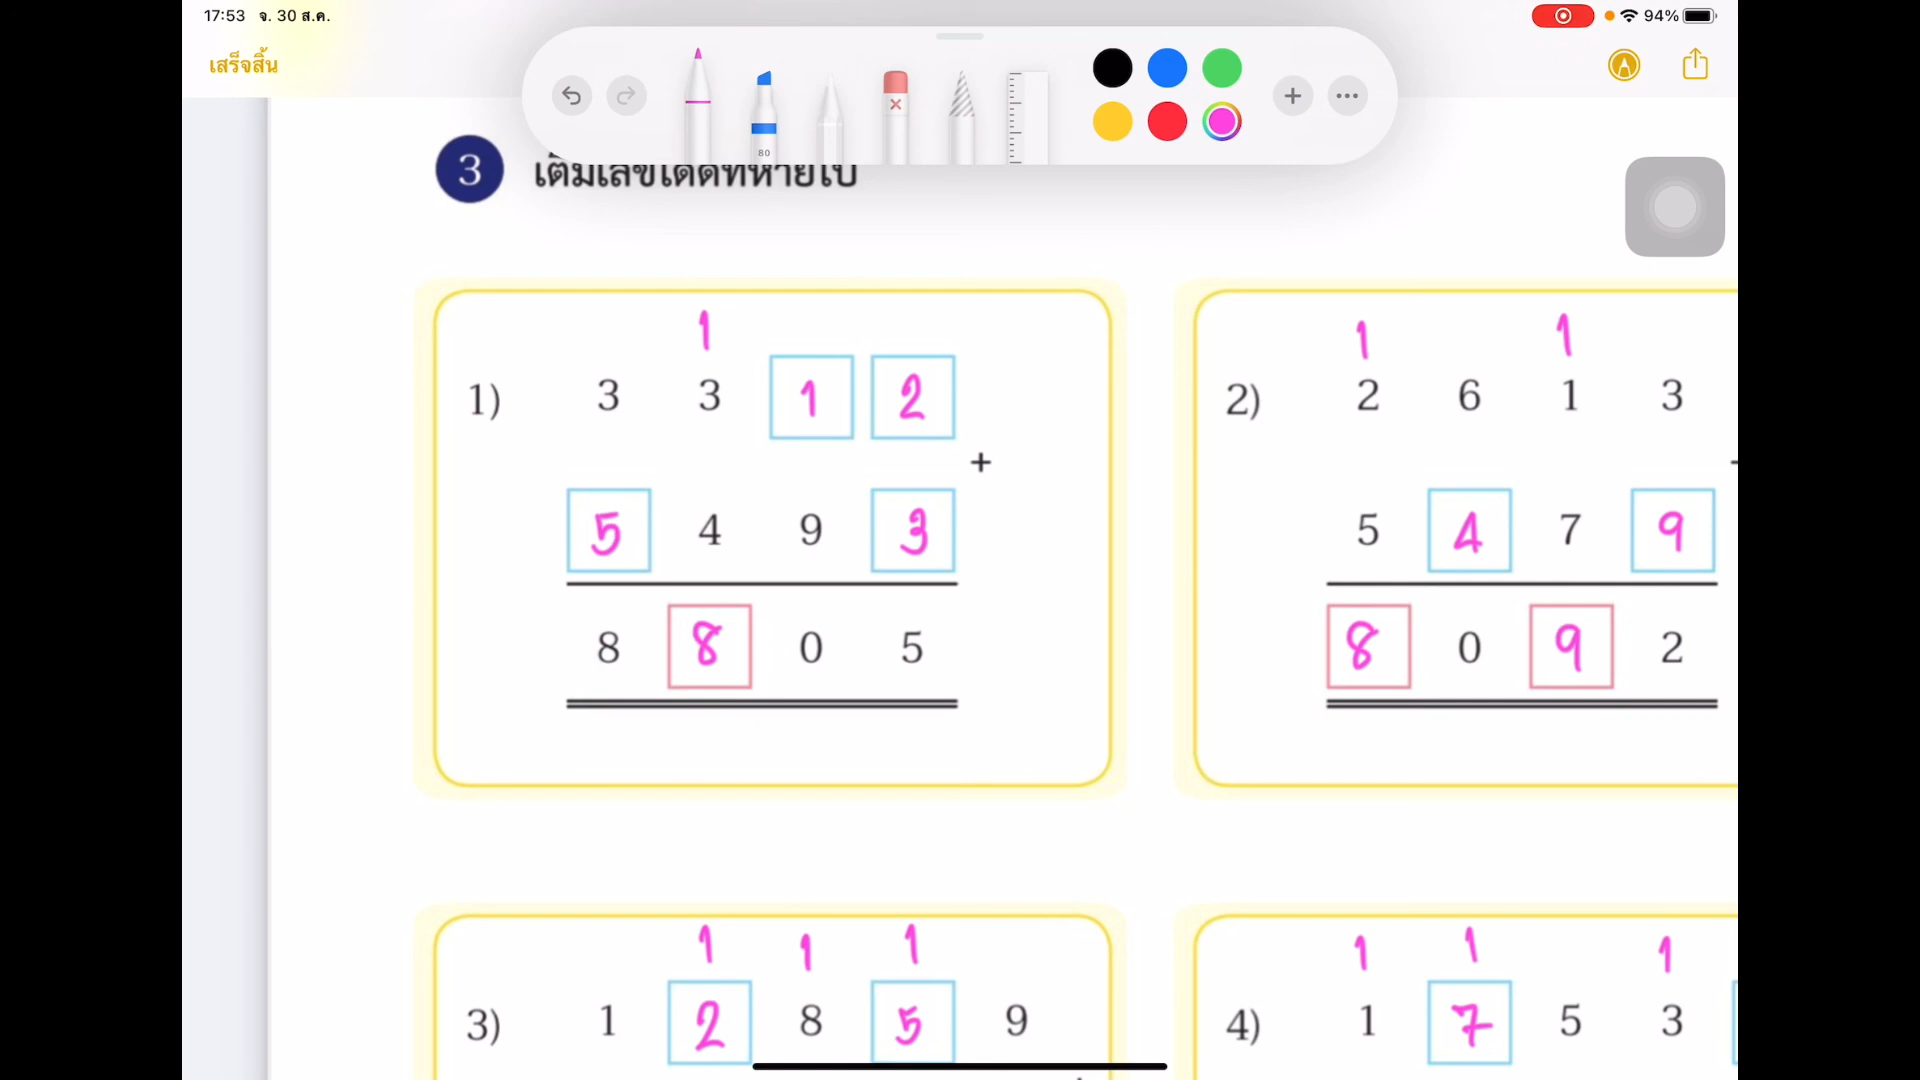 17:53 จ. 30 ส.ค.
94%
เสร็จสิ้น
80
3 เติมเลขโดดที่หายไป
1
1) 3 3 1 2
+
5 4 9 3
8 8 0 5
1 1
2) 2 6 1 3
5 4 7 9
8 0 9 2
1 1 1
3) 1 2 8 5 9
1 1 1
4) 1 7 5 3